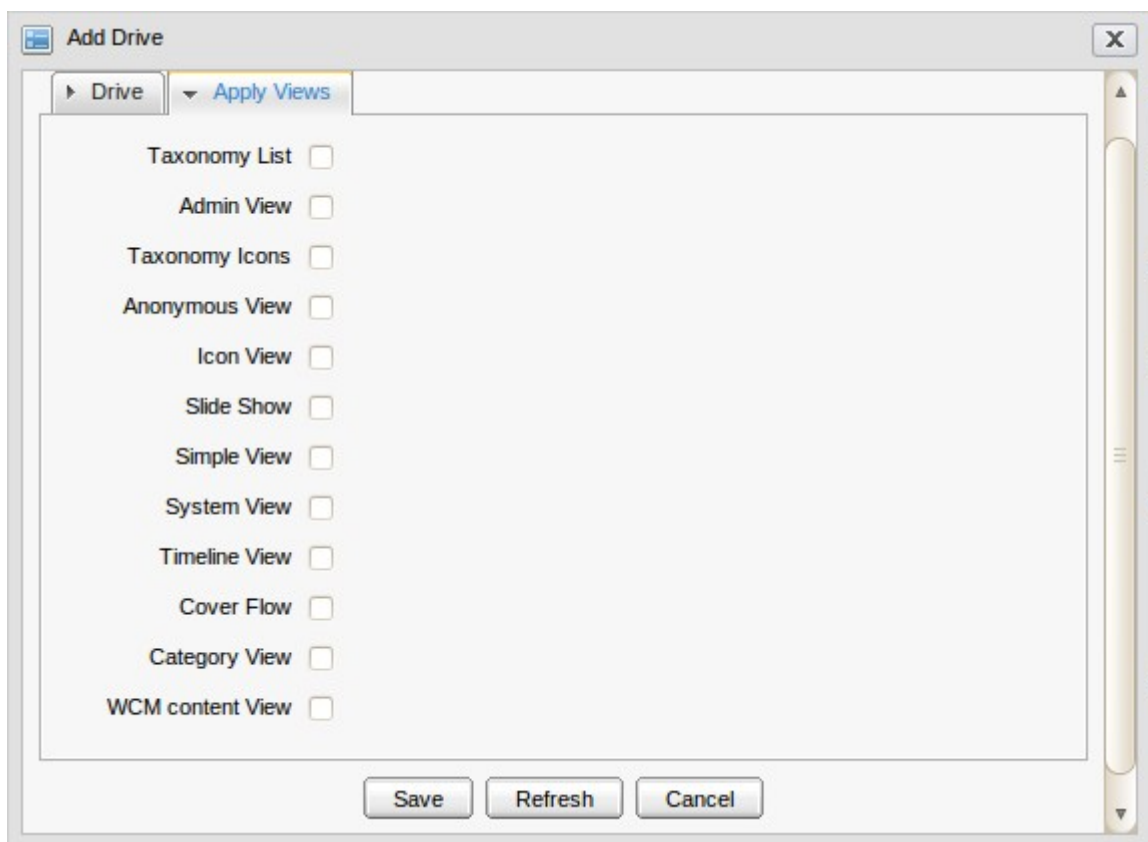 Add Drive
Drive Apply Views
Taxonomy List
Admin View
Taxonomy Icons
Anonymous View
Icon View
Slide Show
Simple View
System View
Timeline View
Cover Flow
Category View
WCM content View
Save Refresh Cancel